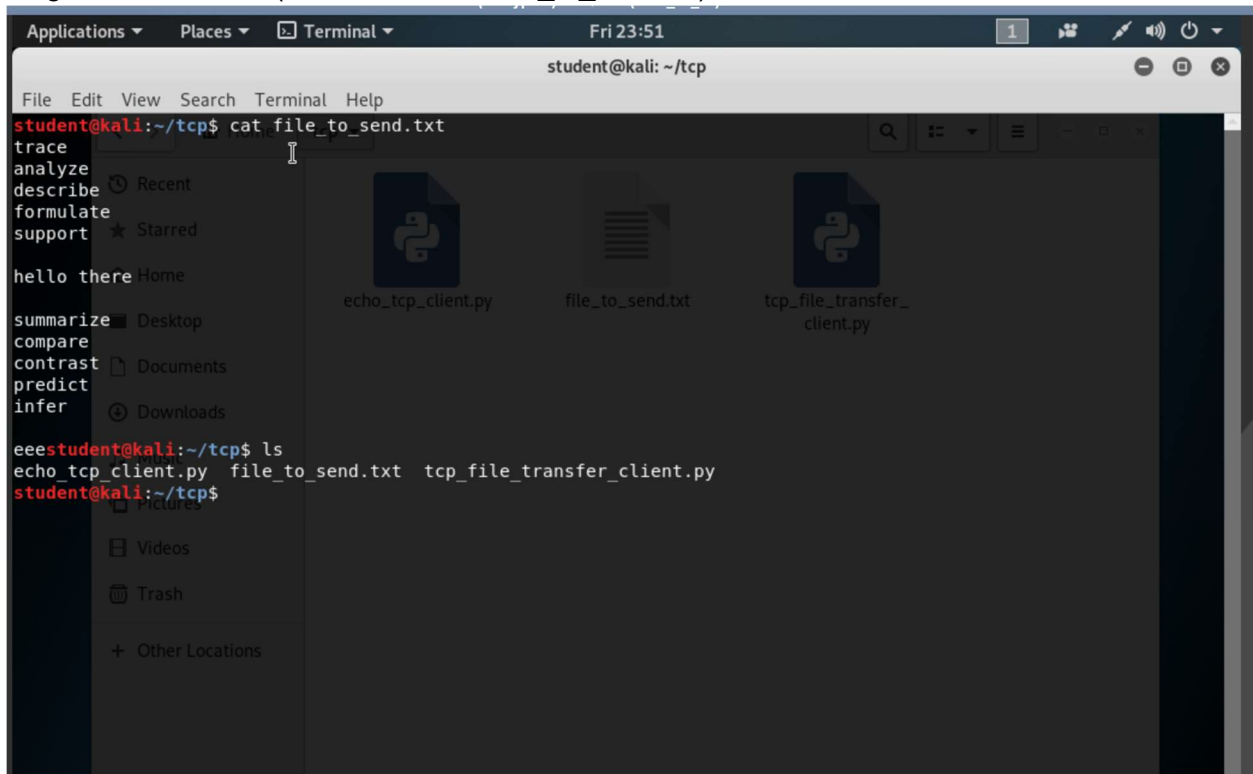 Applications Places Terminal Fri 23:51 1
student@kali: ~/tcp
File Edit View Search Terminal Help
student@kali:~/tcp$ cat file_to_send.txt
trace
analyze
describe
formulate
support
hello there
summarize
compare
contrast
predict
infer
eeestudent@kali:~/tcp$ ls
echo_tcp_client.py file_to_send.txt tcp_file_transfer_client.py
student@kali:~/tcp$
Recent
Starred
Home
Desktop
Documents
Downloads
Music
Pictures
Videos
Trash
+ Other Locations
echo_tcp_client.py
file_to_send.txt
tcp_file_transfer_
client.py